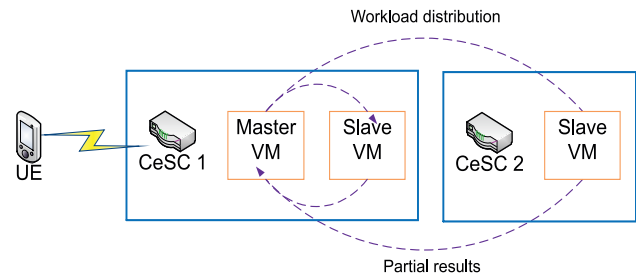 Workload distribution
UE
CeSC 1
Master
VM
Slave
VM
CeSC 2
Slave
VM
Partial results